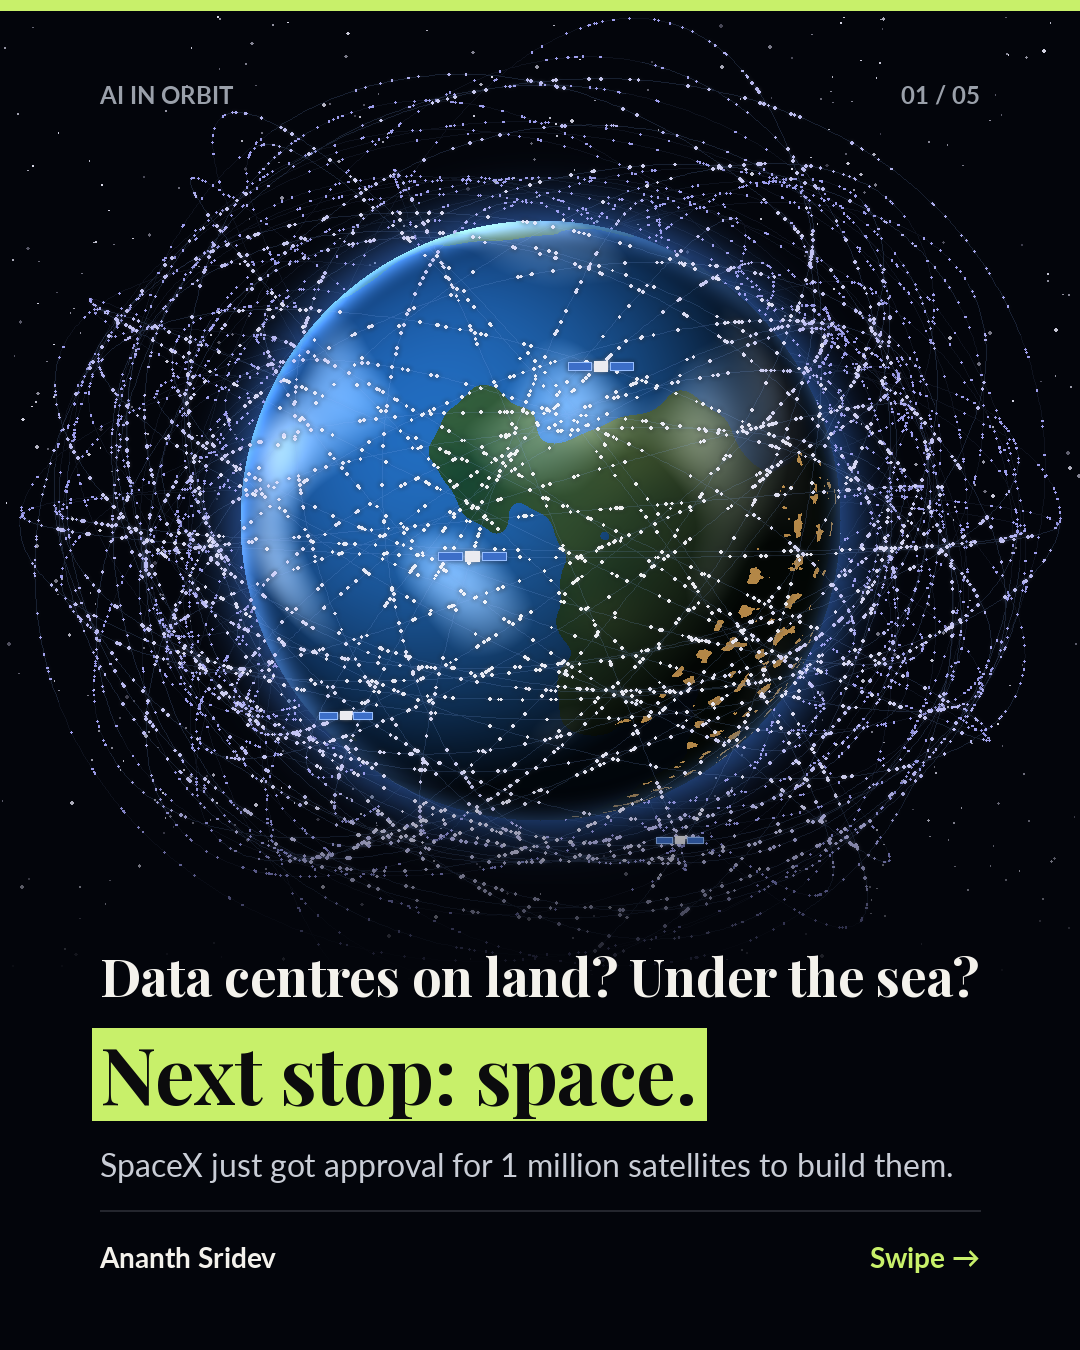 AI IN ORBIT
01 / 05
Data centres on land? Under the sea?
Next stop: space.
SpaceX just got approval for 1 million satellites to build them.
Ananth Sridev
Swipe →